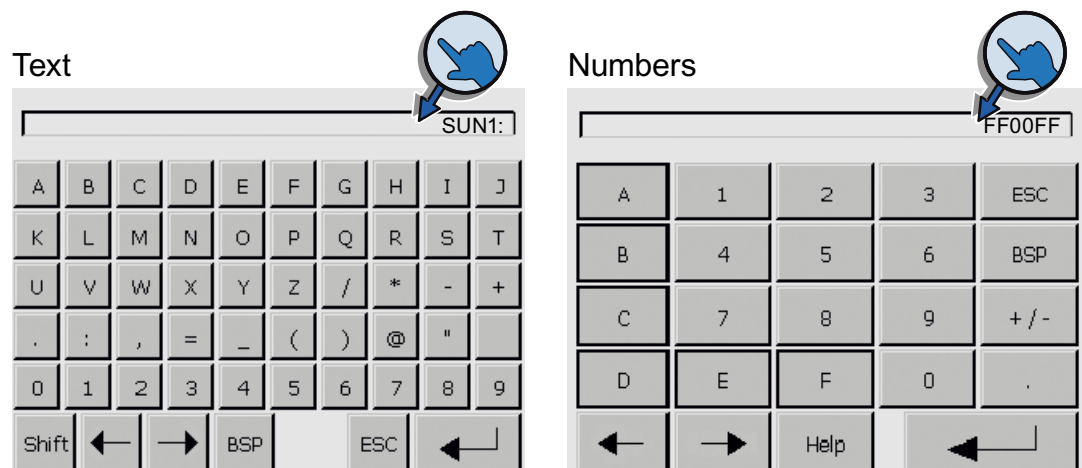 Text
SUN1:
A B C D E F G H I J
K L M N O P Q R S T
U V W X Y Z / * - +
. : , = _ ( ) @ "
0 1 2 3 4 5 6 7 8 9
Shift BSP ESC
Numbers
FF00FF
A 1 2 3 ESC
B 4 5 6 BSP
C 7 8 9 +/-
D E F 0 .
Help